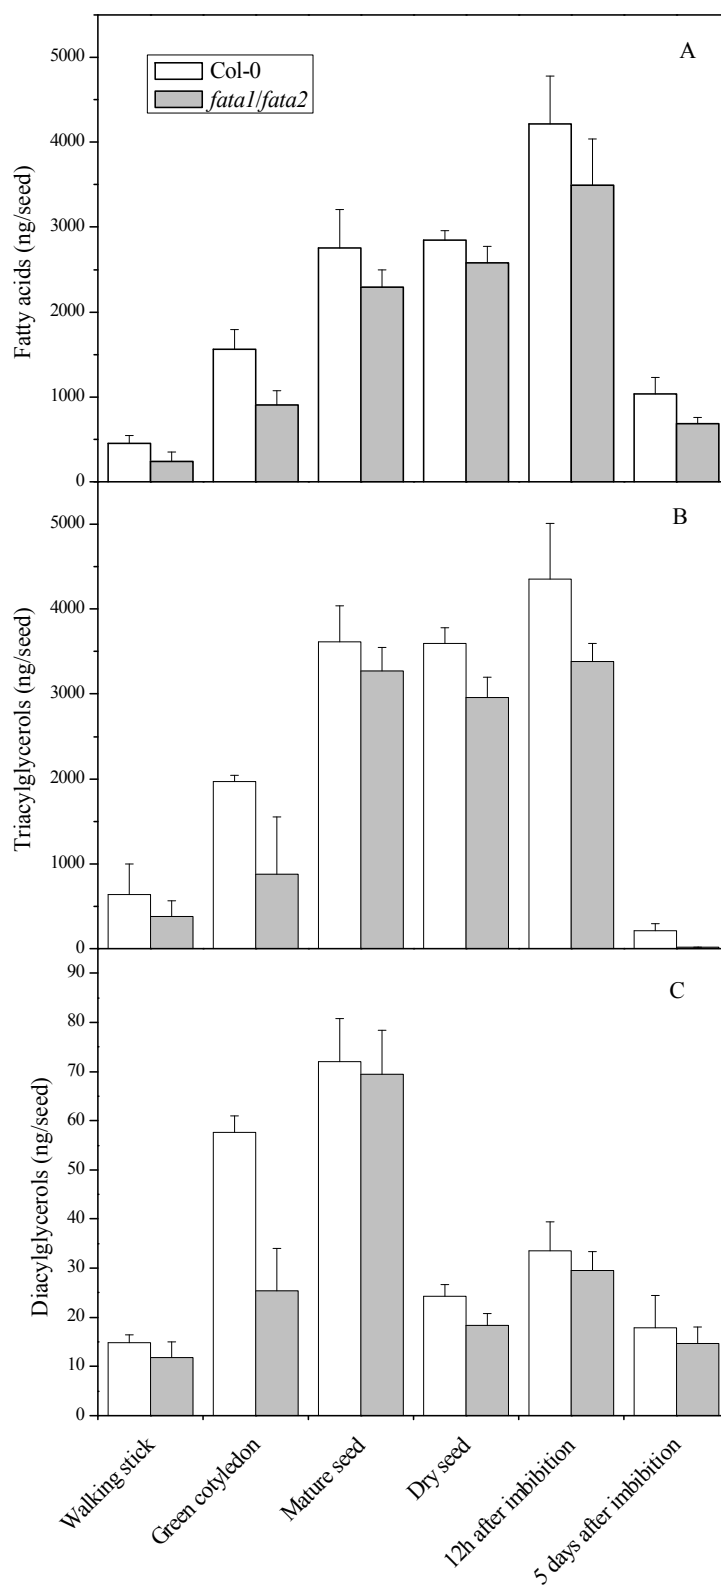 A
Col-0
fata1/fata2
Fatty acids (ng/seed)
5000
4000
3000
2000
1000
0
B
Triacylglycerols (ng/seed)
5000
4000
3000
2000
1000
0
C
Diacylglycerols (ng/seed)
90
80
70
60
50
40
30
20
10
0
Walking stick
Green cotyledon
Mature seed
Dry seed
12h after imbibition
5 days after imbibition